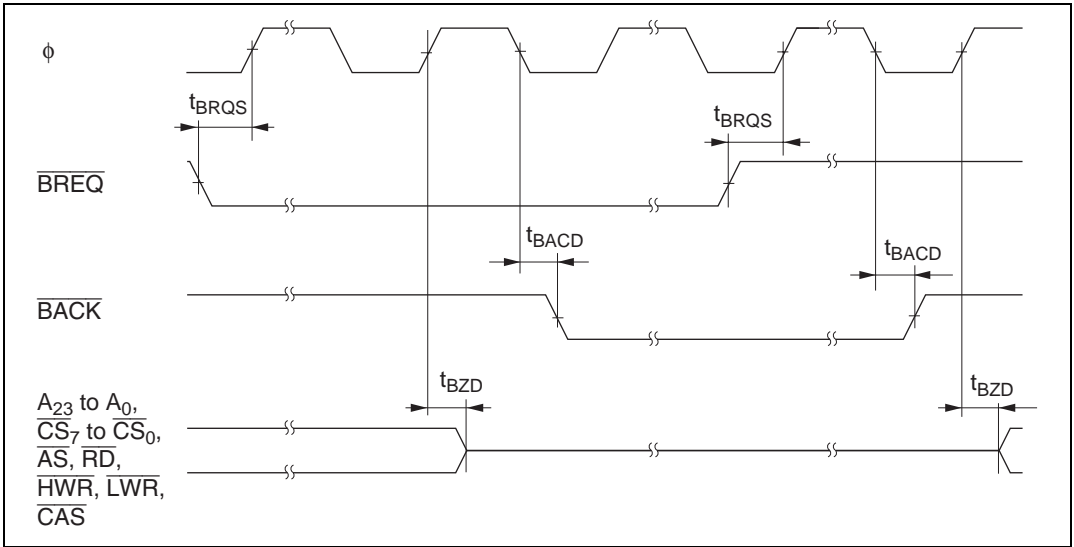 ϕ
tBRQS
tBRQS
BREQ
tBACD
tBACD
BACK
tBZD
tBZD
A23 to A0,
CS7 to CS0,
AS, RD,
HWR, LWR,
CAS